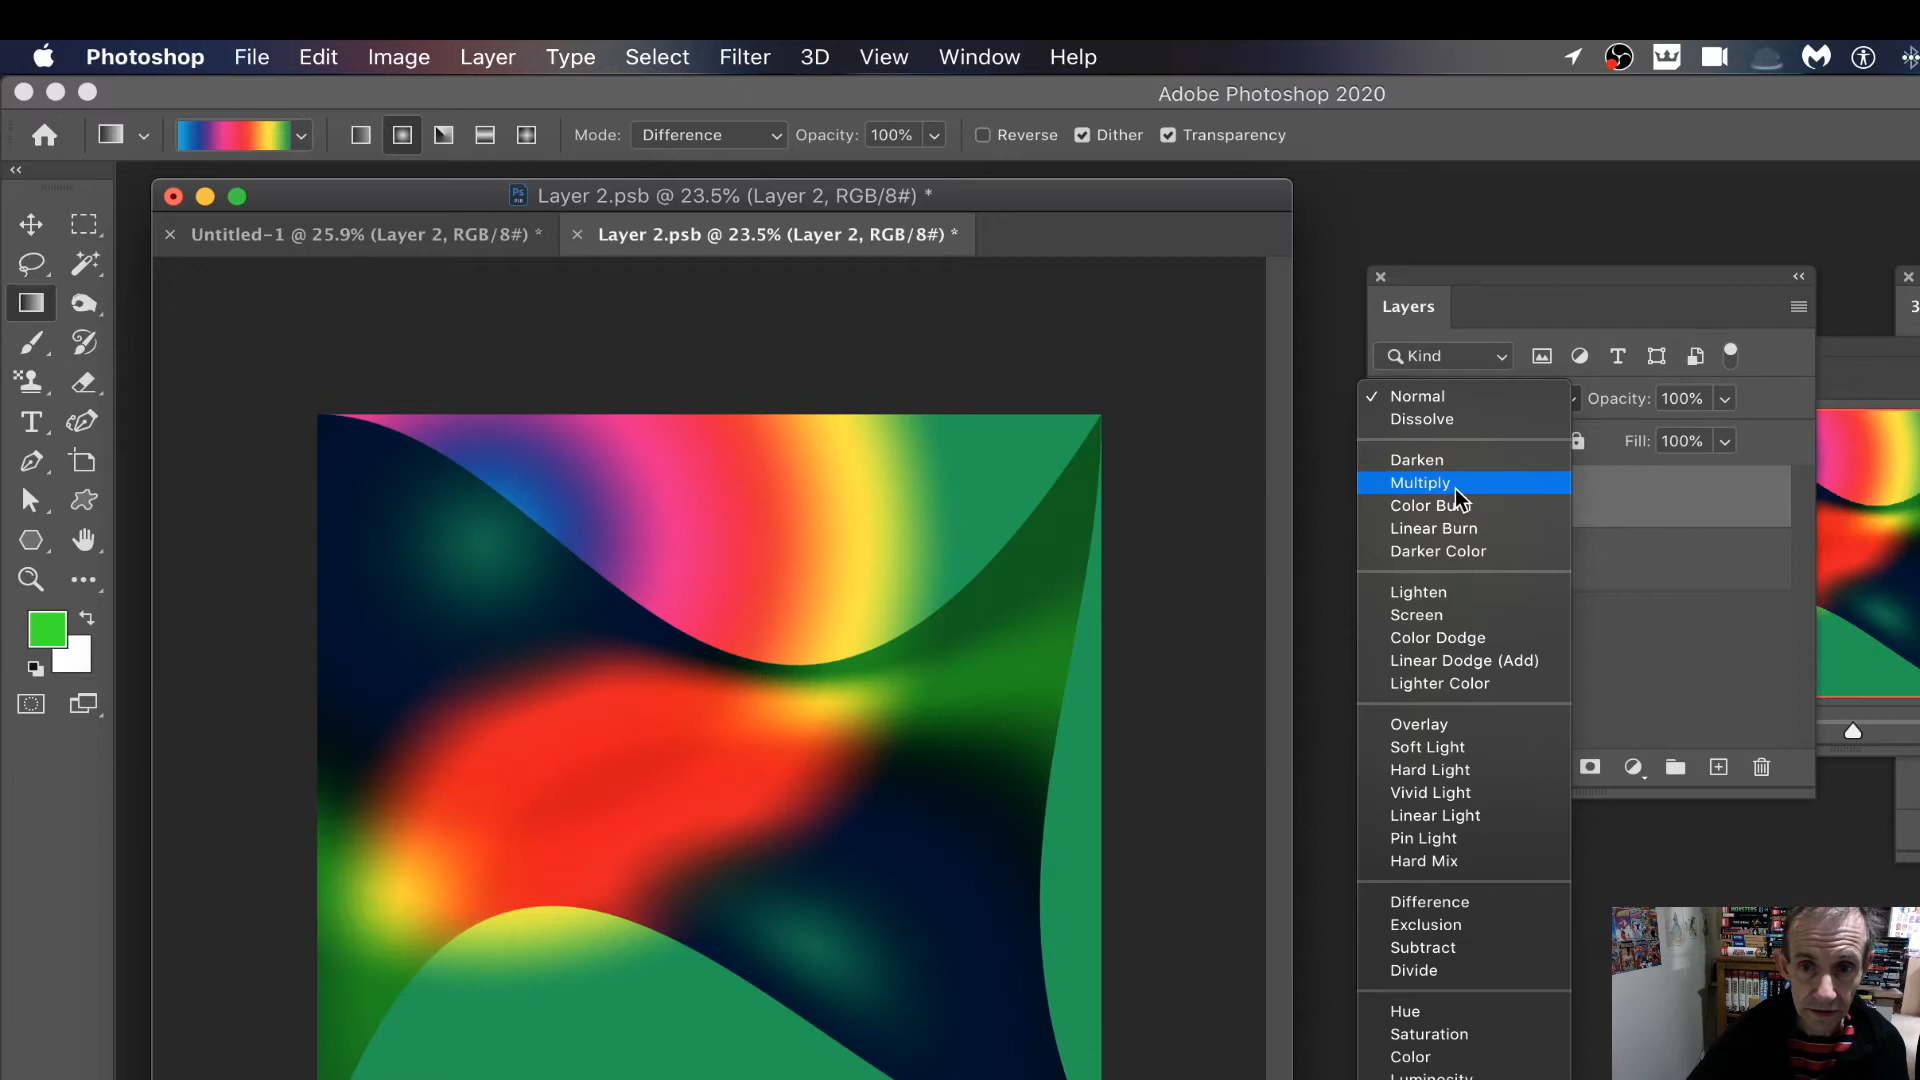 Photoshop File Edit Image Layer Type Select Filter 3D View Window Help
Adobe Photoshop 2020
Mode: Difference Opacity: 100% Reverse Dither Transparency
Layer 2.psb @ 23.5% (Layer 2, RGB/8#) *
Untitled-1 @ 25.9% (Layer 2, RGB/8#) * Layer 2.psb @ 23.5% (Layer 2, RGB/8#) *
Layers
Kind
Normal
Opacity: 100%
Dissolve
Fill: 100%
Darken
Multiply
Color Burn
Linear Burn
Darker Color
Lighten
Screen
Color Dodge
Linear Dodge (Add)
Lighter Color
Overlay
Soft Light
Hard Light
Vivid Light
Linear Light
Pin Light
Hard Mix
Difference
Exclusion
Subtract
Divide
Hue
Saturation
Color
Luminosity